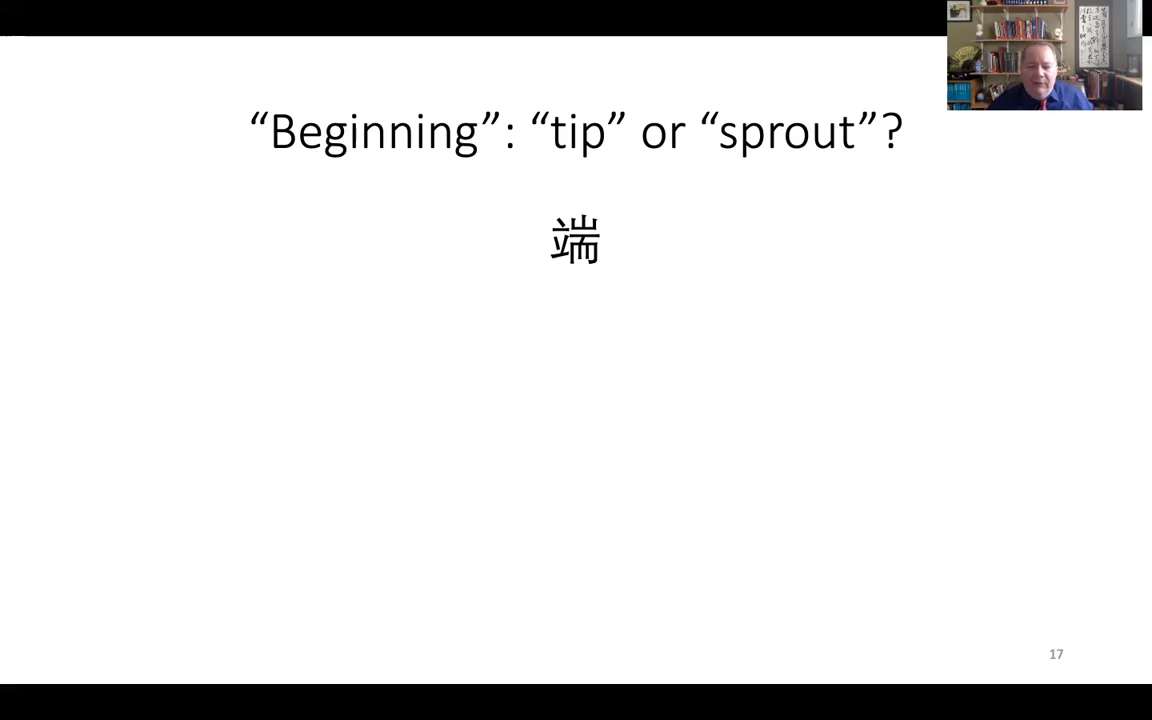 “Beginning”: “tip” or “sprout”?
端
17